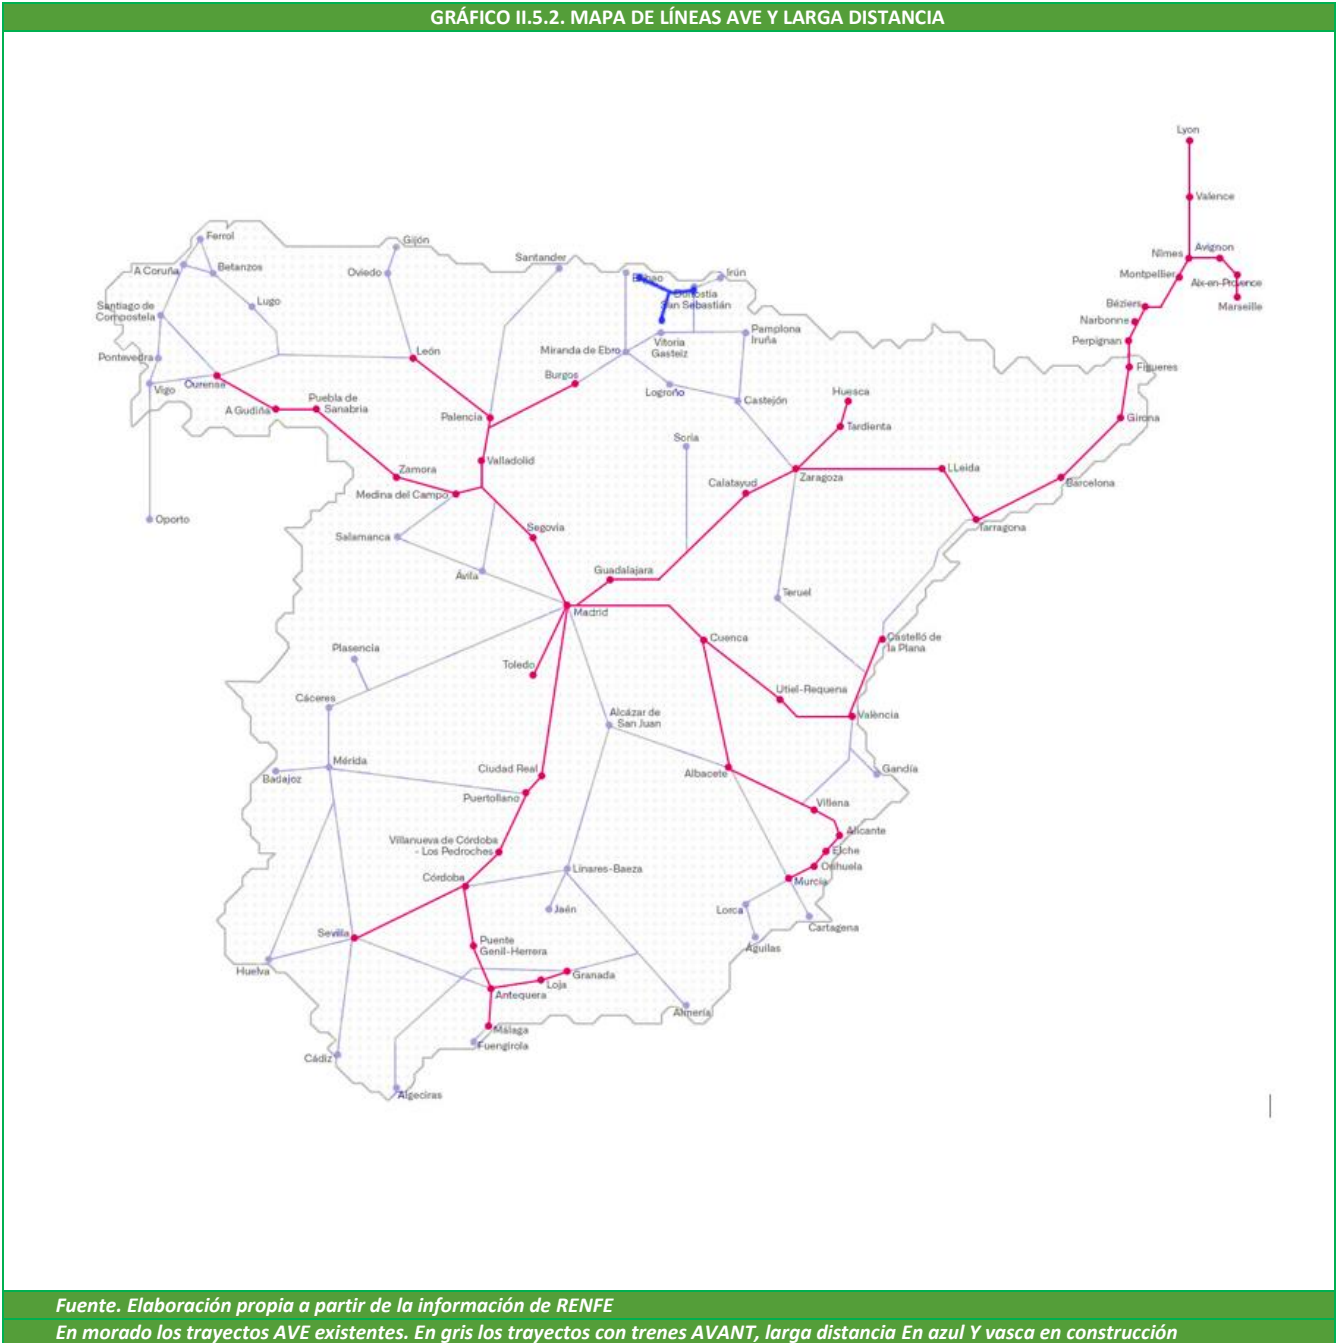 GRÁFICO II.5.2. MAPA DE LÍNEAS AVE Y LARGA DISTANCIA
Lyon
Valence
Nîmes
Avignon
Montpellier
Aix-en-Provence
Marseille
Béziers
Narbonne
Perpignan
Figueres
Girona
Barcelona
Tarragona
LLeida
Ferrol
A Coruña
Betanzos
Lugo
Santiago de
Compostela
Pontevedra
Vigo
Ourense
A Gudiña
Puebla de
Sanabria
Oporto
Gijón
Oviedo
León
Santander
Bilbao
Donostia
San Sebastián
Irún
Vitoria
Gasteiz
Pamplona
Iruña
Miranda de Ebro
Logroño
Castejón
Burgos
Palencia
Valladolid
Zamora
Medina del Campo
Salamanca
Ávila
Segovia
Soria
Huesca
Tardienta
Zaragoza
Calatayud
Guadalajara
Madrid
Teruel
Toledo
Cuenca
Castelló de
la Plana
Utiel-Requena
València
Gandía
Plasencia
Cáceres
Mérida
Badajoz
Alcázar de
San Juan
Ciudad Real
Puertollano
Albacete
Villena
Alicante
Elche
Orihuela
Murcia
Lorca
Águilas
Cartagena
Villanueva de Córdoba
- Los Pedroches
Córdoba
Linares-Baeza
Jaén
Sevilla
Huelva
Puente
Genil-Herrera
Antequera
Loja
Granada
Málaga
Fuengirola
Almería
Cádiz
Algeciras
Fuente. Elaboración propia a partir de la información de RENFE
En morado los trayectos AVE existentes. En gris los trayectos con trenes AVANT, larga distancia En azul Y vasca en construcción